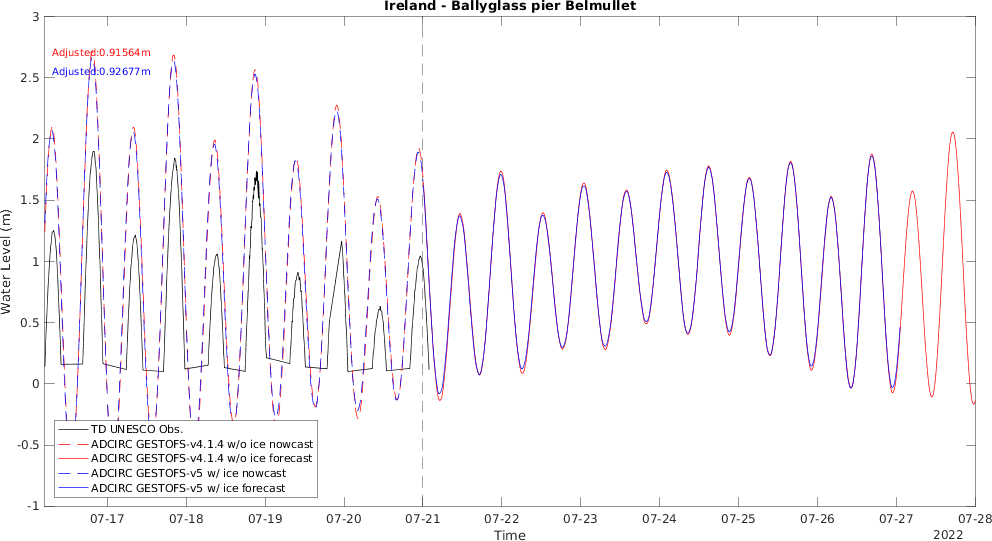 Ireland - Ballyglass pier Belmullet
Adjusted:0.91564m
Adjusted:0.92677m
3
2.5
2
1.5
1
0.5
0
-0.5
-1
Water Level (m)
TD UNESCO Obs.
ADCIRC GESTOFS-v4.1.4 w/o ice nowcast
ADCIRC GESTOFS-v4.1.4 w/o ice forecast
ADCIRC GESTOFS-v5 w/ ice nowcast
ADCIRC GESTOFS-v5 w/ ice forecast
07-17 07-18 07-19 07-20 07-21 07-22 07-23 07-24 07-25 07-26 07-27 07-28
Time
2022